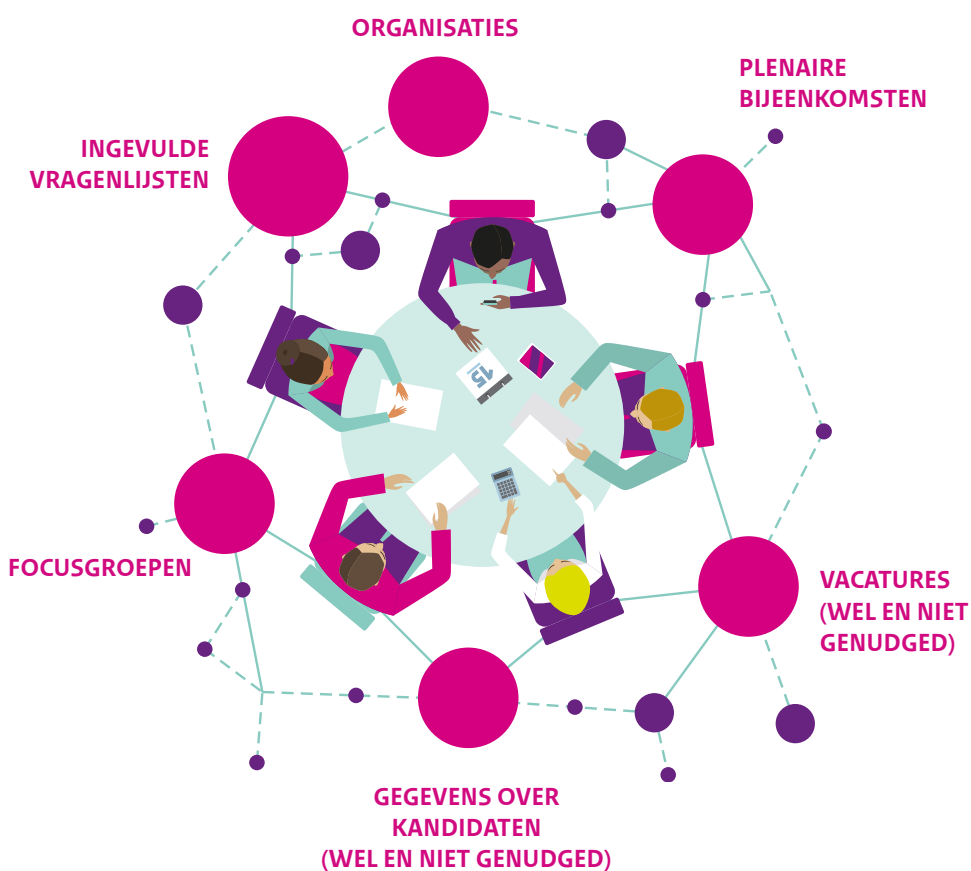 ORGANISATIES
PLENAIRE
BIJEENKOMSTEN
INGEVULDE
VRAGENLIJSTEN
15
FOCUSGROEPEN
VACATURES
(WEL EN NIET
GENUDGED)
GEGEVENS OVER
KANDIDATEN
(WEL EN NIET GENUDGED)